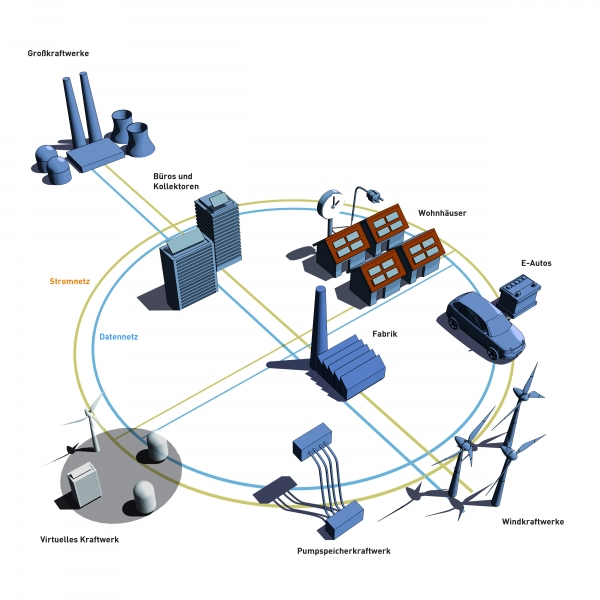 Großkraftwerke
Büros und
Kollektoren
Wohnhäuser
E-Autos
Stromnetz
Datennetz
Fabrik
Virtuelles Kraftwerk
Pumpspeicherkraftwerk
Windkraftwerke